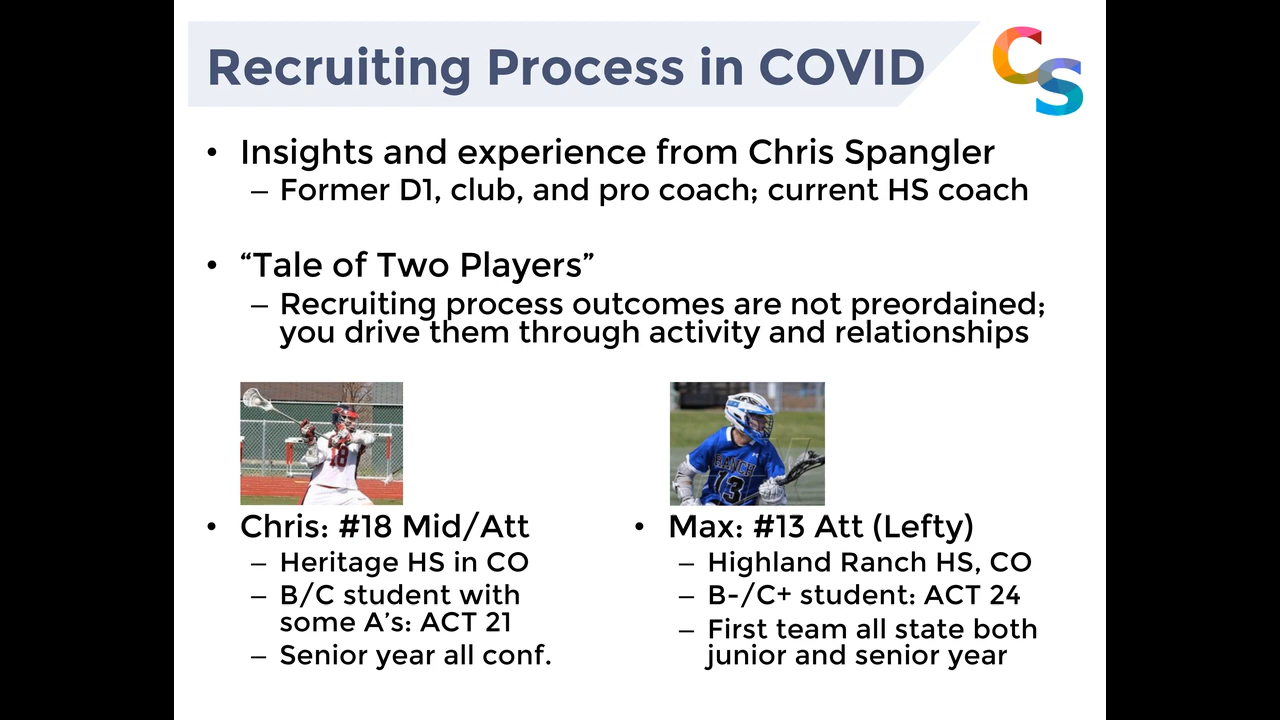 Recruiting Process in COVID
CS
• Insights and experience from Chris Spangler
– Former D1, club, and pro coach; current HS coach
• “Tale of Two Players”
– Recruiting process outcomes are not preordained;
you drive them through activity and relationships
18
RANCH
13
• Chris: #18 Mid/Att
– Heritage HS in CO
– B/C student with
some A’s: ACT 21
– Senior year all conf.
• Max: #13 Att (Lefty)
– Highland Ranch HS, CO
– B-/C+ student: ACT 24
– First team all state both
junior and senior year